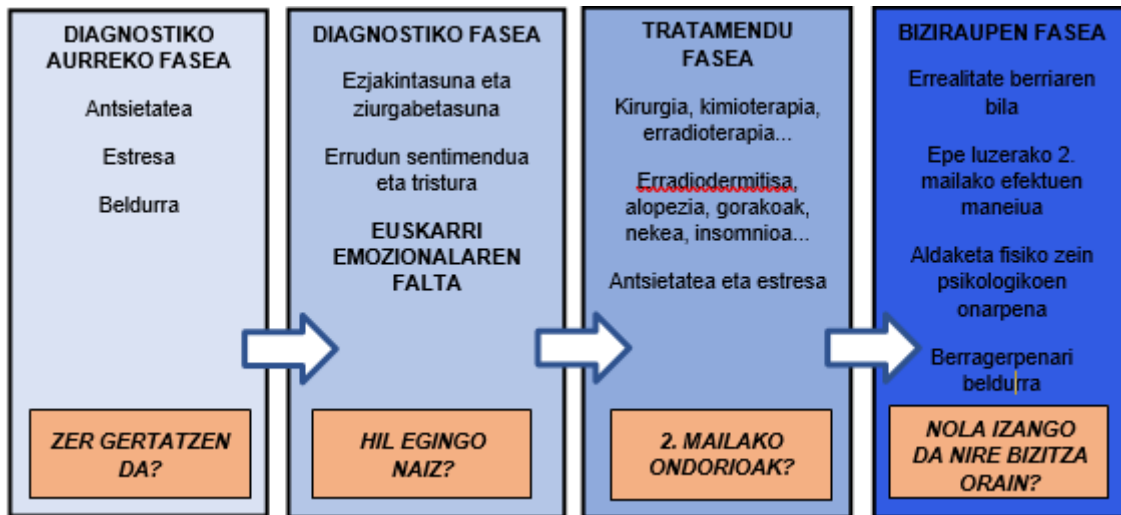 DIAGNOSTIKO
AURREKO FASEA
Antsietatea
Estresa
Beldurra
ZER GERTATZEN
DA?
DIAGNOSTIKO FASEA
Ezjakintasuna eta
ziurgabetasuna
Errudun sentimendua
eta tristura
EUSKARRI
EMOZIONALAREN
FALTA
HIL EGINGO
NAIZ?
TRATAMENDU
FASEA
Kirurgia, kimioterapia,
erradioterapia...
Erradiodermitisa,
alopezia, gorakoak,
nekea, insomnioa...
Antsietatea eta estresa
2. MAILAKO
ONDORIOAK?
BIZIRAUPEN FASEA
Errealitate berriaren
bila
Epe luzerako 2.
mailako efektuen
maneiua
Aldaketa fisiko zein
psikologikoen
onarpena
Berragerpenari
beldurra
NOLA IZANGO
DA NIRE BIZITZA
ORAIN?